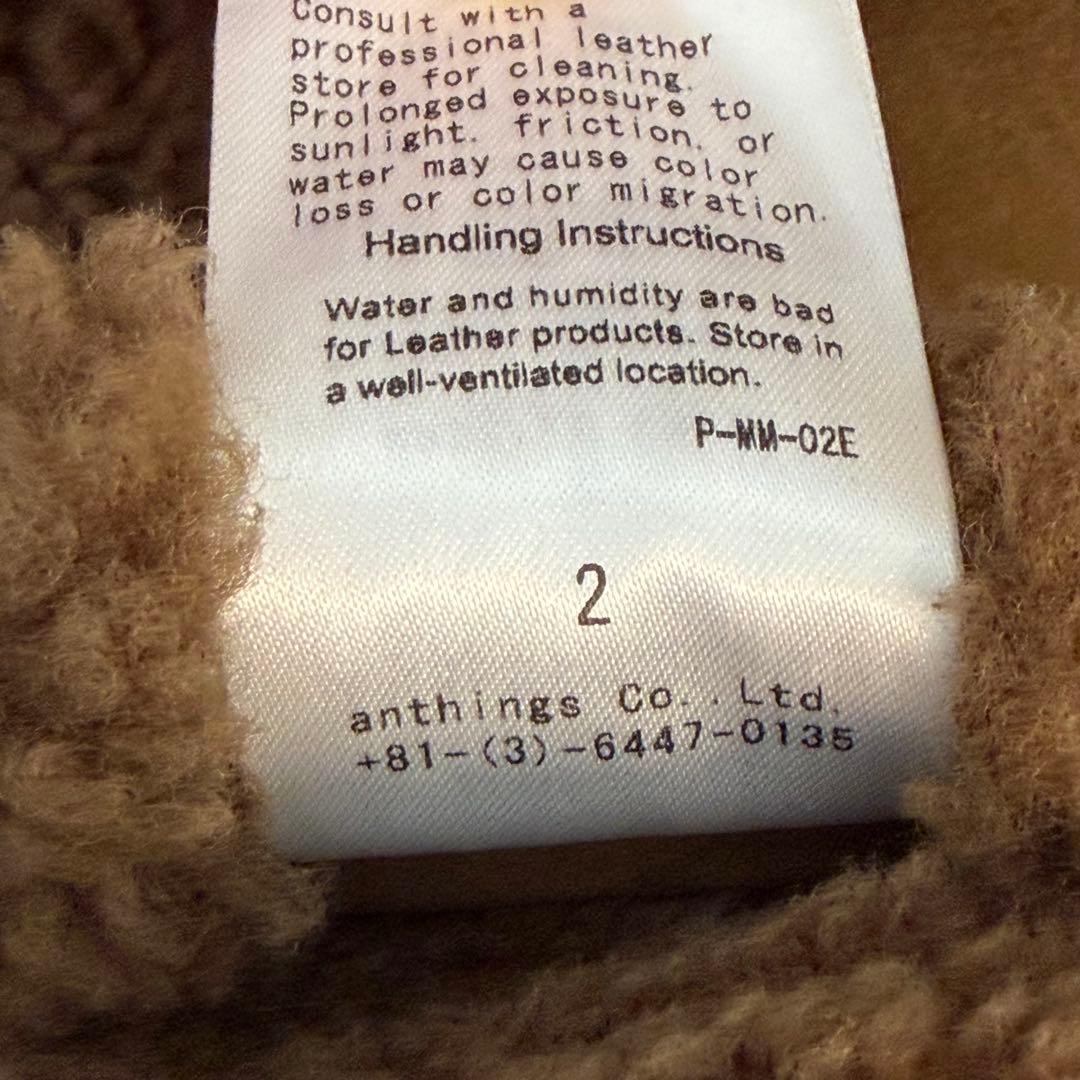 Consult with a
professional leather
store for cleaning.
Prolonged exposure to
sunlight, friction, or
water may cause color
loss or color migration.
Handling Instructions
Water and humidity are bad
for Leather products. Store in
a well-ventilated location.
P-MM-02E
2
anthings Co., Ltd.
+81-(3)-6447-0135